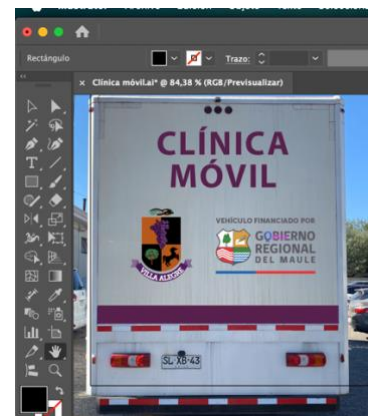 Rectángulo
Trazo:
× Clínica móvil.ai* @ 84,38 % (RGB/Previsualizar)
CLÍNICA
MÓVIL
VILLA ALEGRE
VEHÍCULO FINANCIADO POR
GOBIERNO
REGIONAL
DEL MAULE
SL XB·43